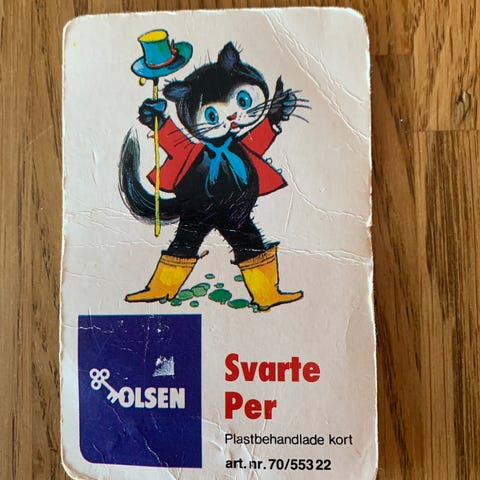 OLSEN
Svarte
Per
Plastbehandlade kort
art.nr.70/553 22